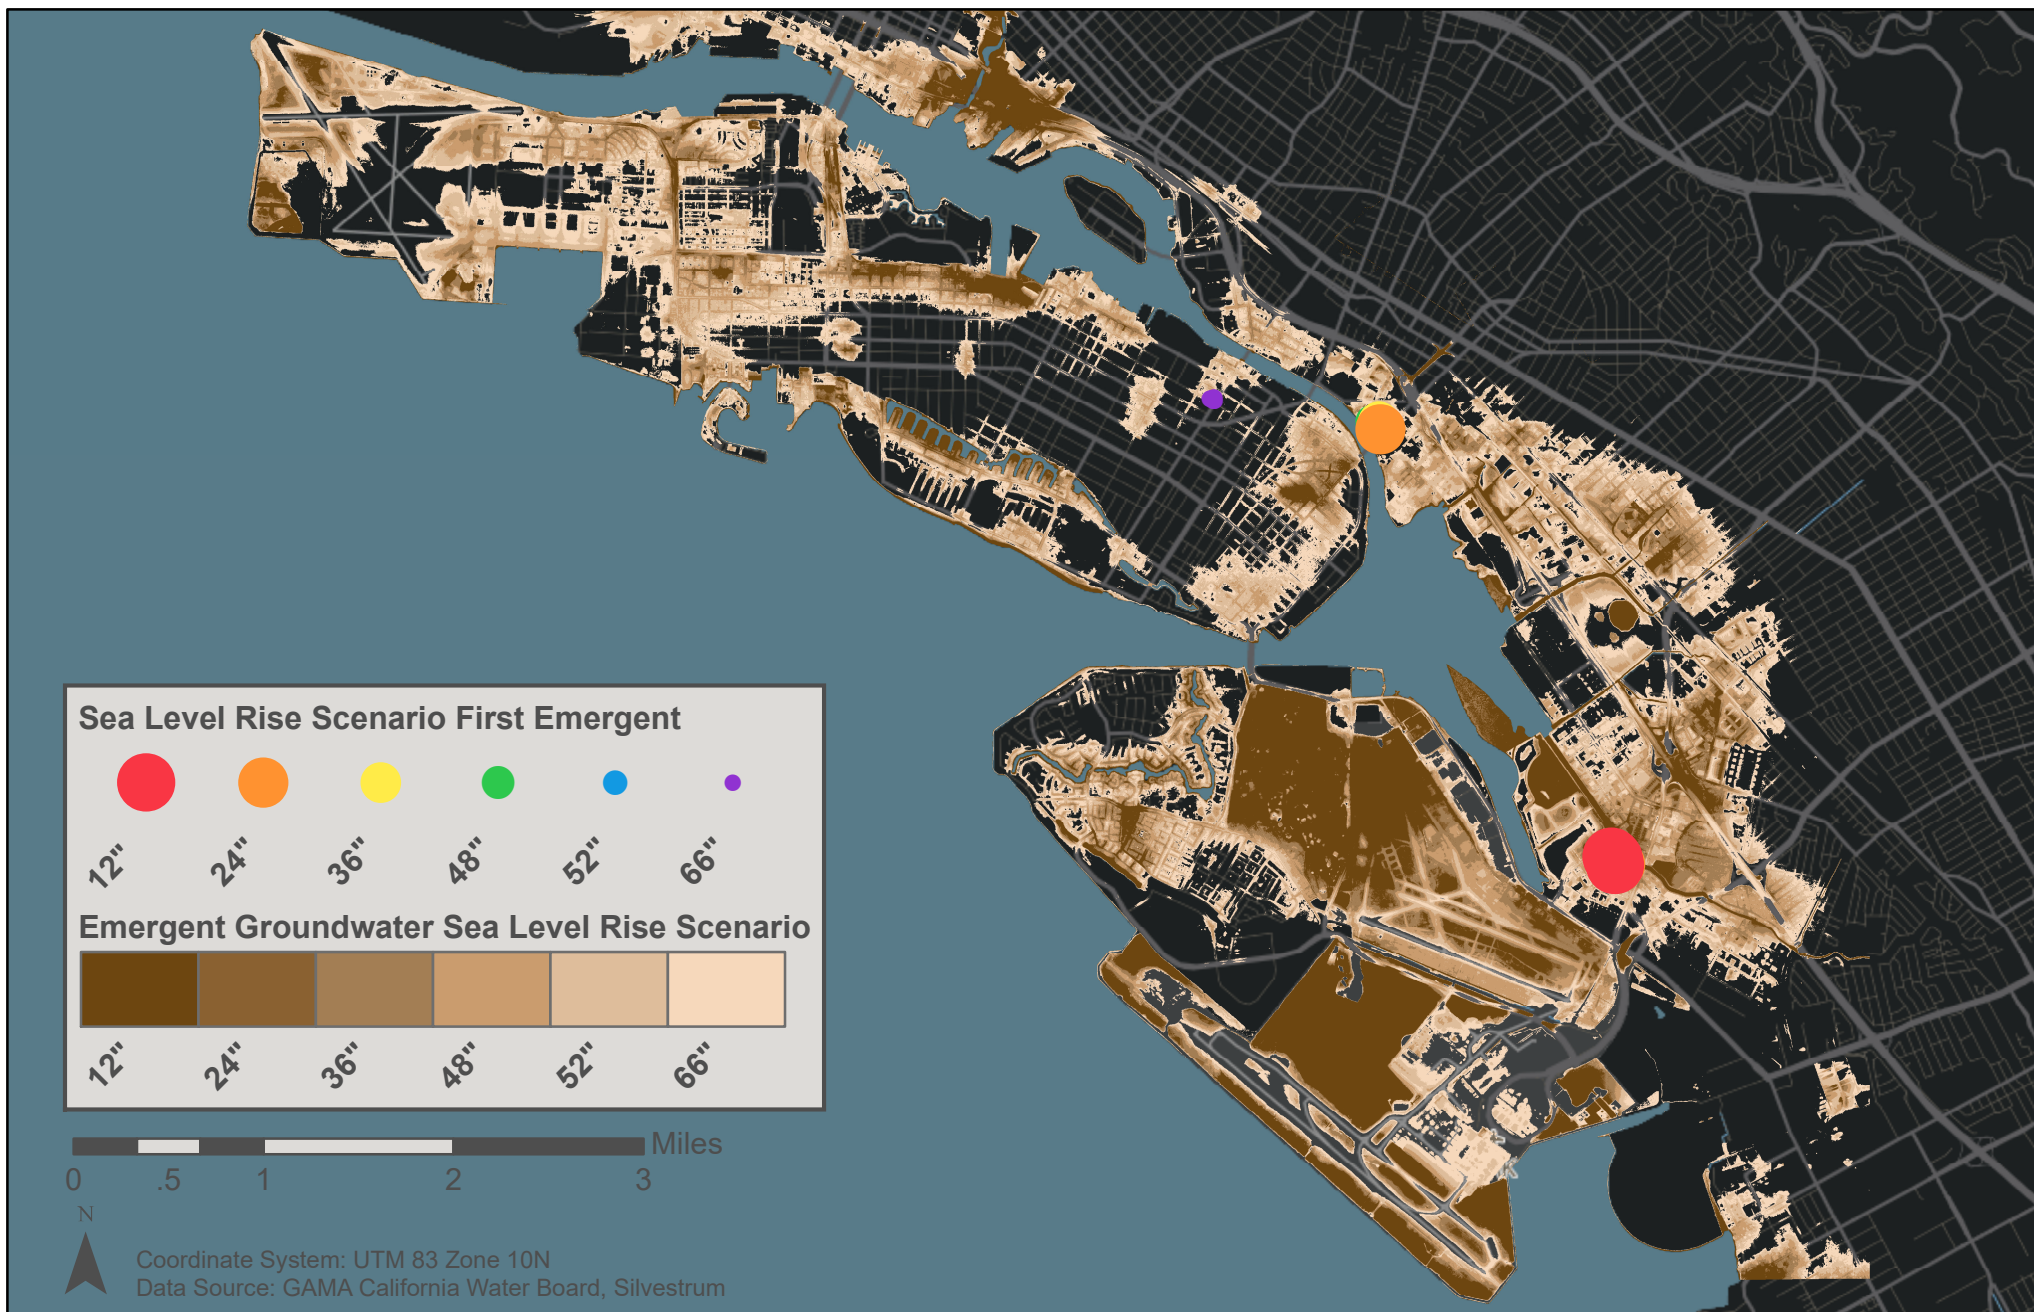 Sea Level Rise Scenario First Emergent
12" 24" 36" 48" 52" 66"
Emergent Groundwater Sea Level Rise Scenario
12" 24" 36" 48" 52" 66"
Miles
0 .5 1 2 3
N
Coordinate System: UTM 83 Zone 10N
Data Source: GAMA California Water Board, Silvestrum